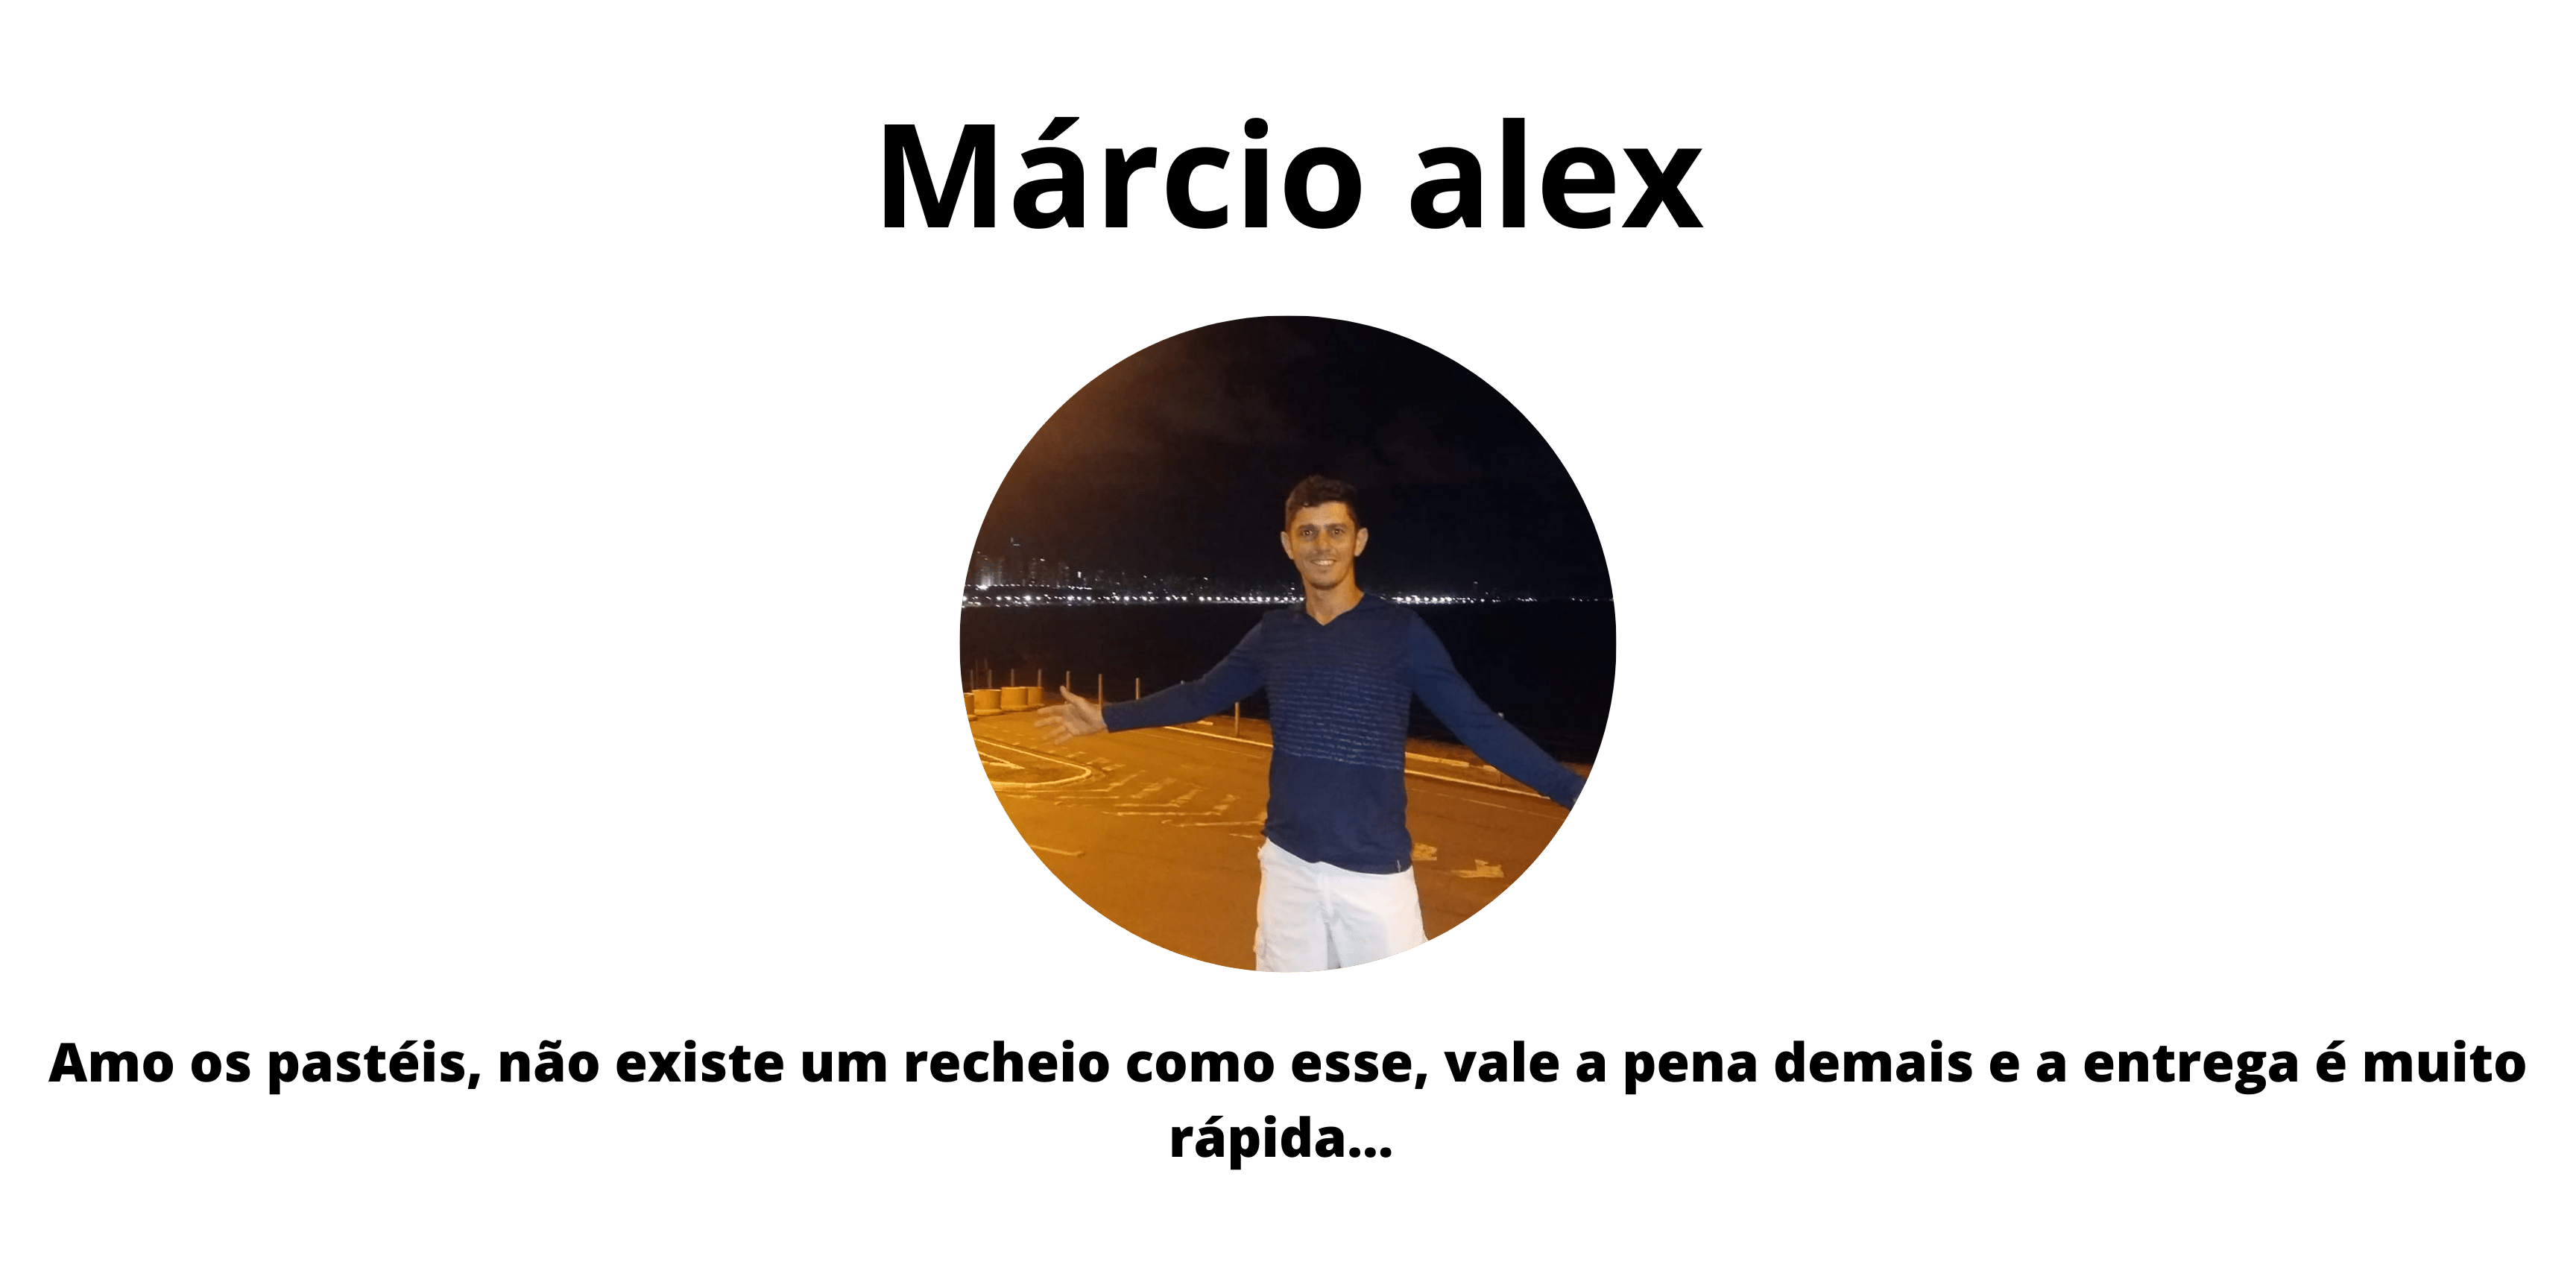 Márcio alex
Amo os pastéis, não existe um recheio como esse, vale a pena demais e a entrega é muito
rápida...